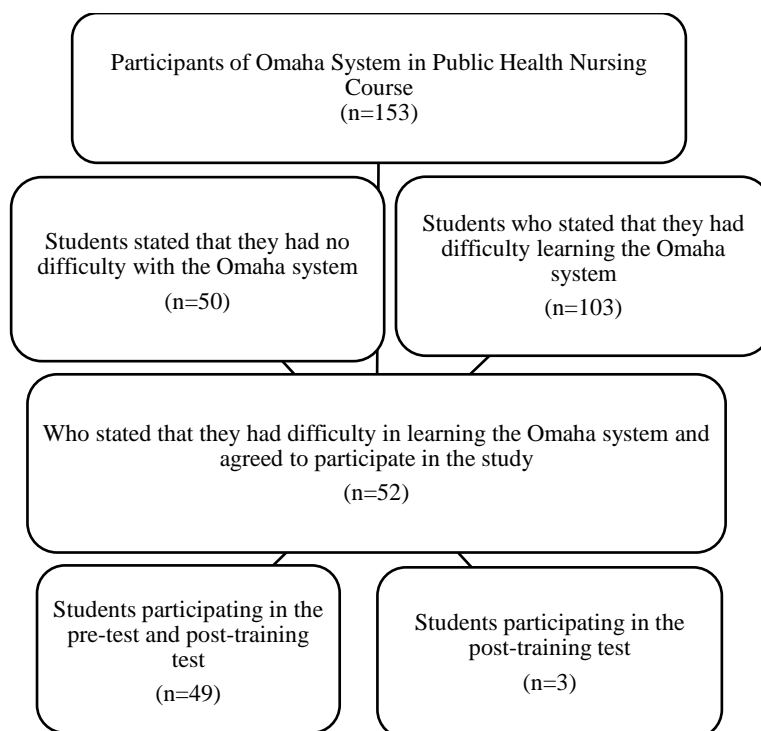 Participants of Omaha System in Public Health Nursing
Course
(n=153)
Students stated that they had no
difficulty with the Omaha system
(n=50)
Students who stated that they had
difficulty learning the Omaha
system
(n=103)
Who stated that they had difficulty in learning the Omaha system and
agreed to participate in the study
(n=52)
Students participating in the
pre-test and post-training
test
(n=49)
Students participating in the
post-training test
(n=3)